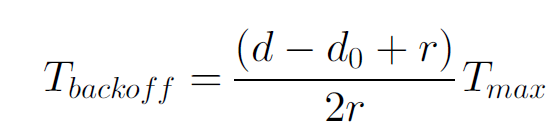 T_{backoff} = \frac{(d - d_0 + r)}{2r} T_{max}